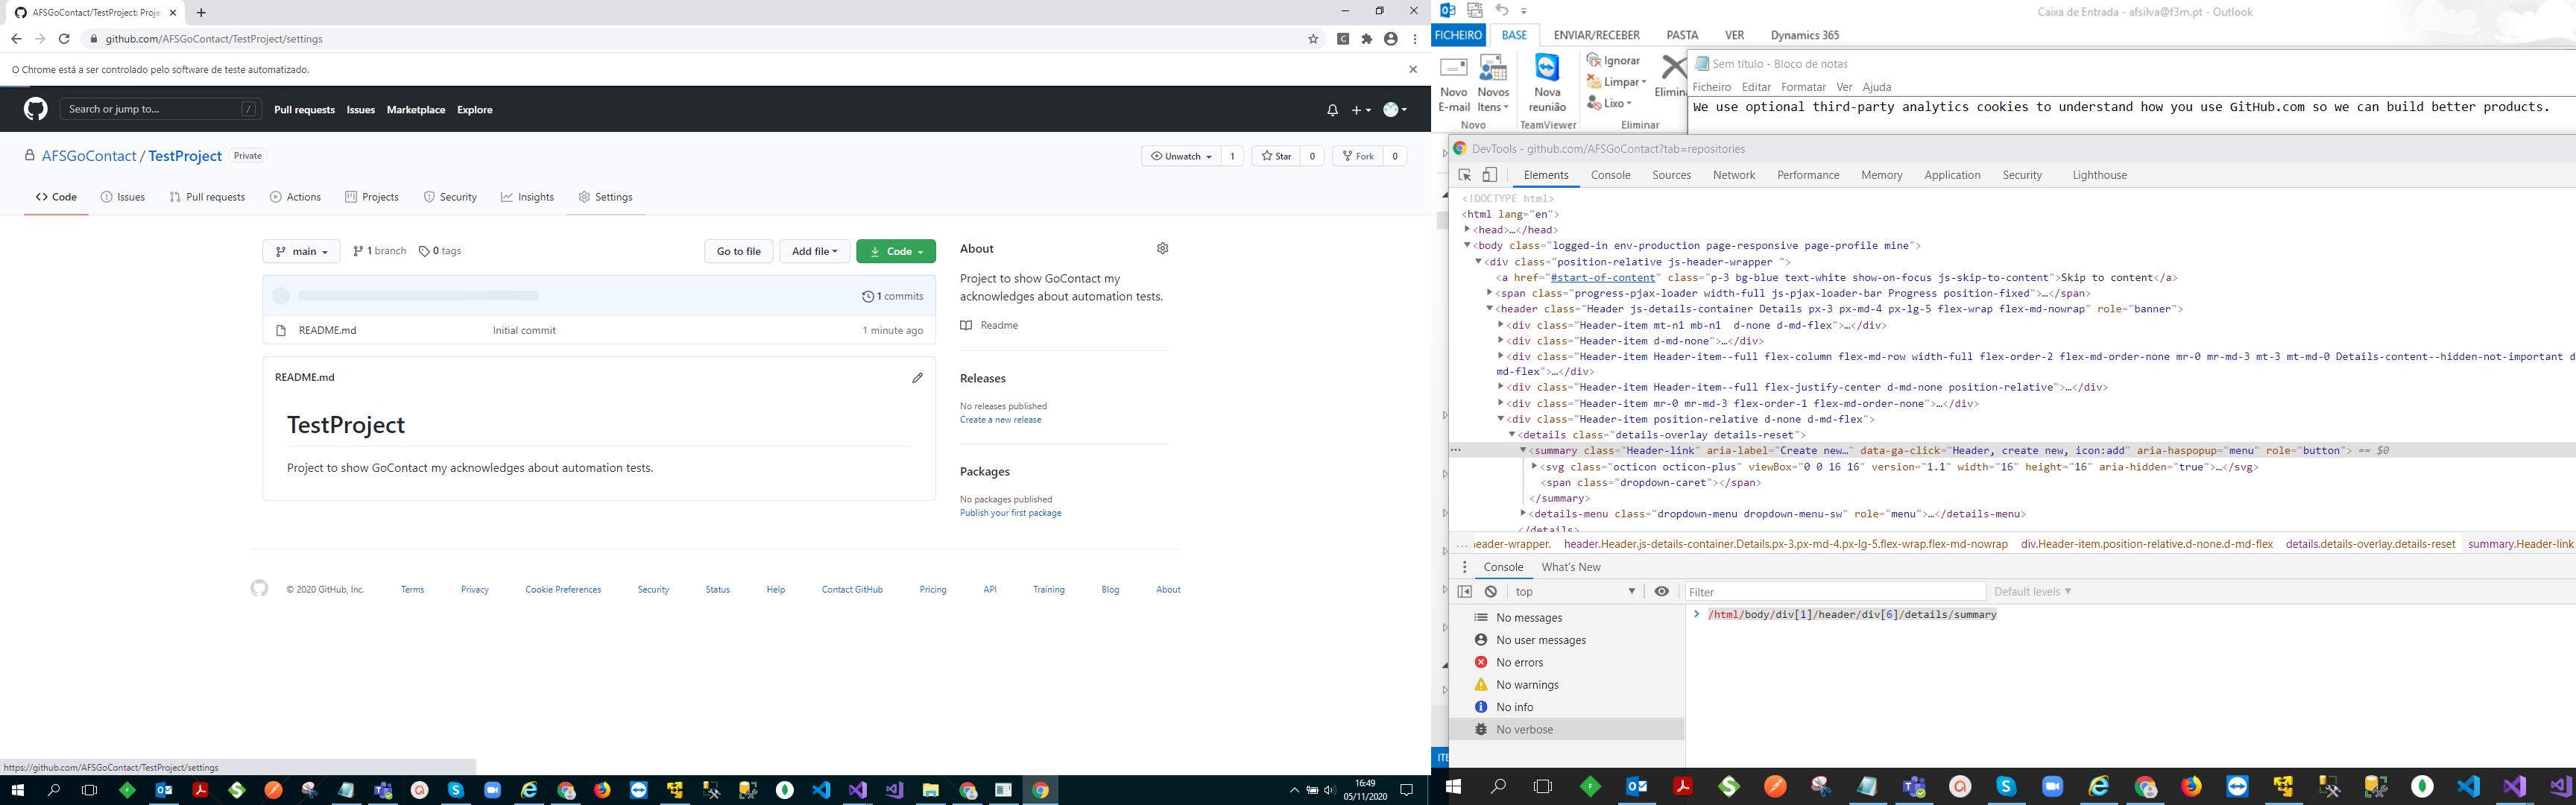 AFSGoContact/TestProject: Proje
github.com/AFSGoContact/TestProject/settings
O Chrome está a ser controlado pelo software de teste automatizado.
Search or jump to...
/
Pull requests
Issues
Marketplace
Explore
AFSGoContact / TestProject
Private
Unwatch
1
Star
0
Fork
0
Code
Issues
Pull requests
Actions
Projects
Security
Insights
Settings
main
1 branch
0 tags
Go to file
Add file
Code
1 commits
README.md
Initial commit
1 minute ago
README.md
TestProject
Project to show GoContact my acknowledges about automation tests.
About
Project to show GoContact my
acknowledges about automation tests.
Readme
Releases
No releases published
Create a new release
Packages
No packages published
Publish your first package
© 2020 GitHub, Inc.
Terms
Privacy
Cookie Preferences
Security
Status
Help
Contact GitHub
Pricing
API
Training
Blog
About
https://github.com/AFSGoContact/TestProject/settings
16:49
05/11/2020
Caixa de Entrada - afsilva@f3m.pt - Outlook
FICHEIRO
BASE
ENVIAR/RECEBER
PASTA
VER
Dynamics 365
Novo
E-mail
Novos
Itens
Novo
Nova
reunião
TeamViewer
Ignorar
Limpar
Lixo
Elimina
Eliminar
Sem título - Bloco de notas
Ficheiro Editar Formatar Ver Ajuda
We use optional third-party analytics cookies to understand how you use GitHub.com so we can build better products.
DevTools - github.com/AFSGoContact?tab=repositories
Elements
Console
Sources
Network
Performance
Memory
Application
Security
Lighthouse
<!DOCTYPE html>
<html lang="en">
<head>…</head>
<body class="logged-in env-production page-responsive page-profile mine">
<div class="position-relative js-header-wrapper ">
<a href="#start-of-content" class="p-3 bg-blue text-white show-on-focus js-skip-to-content">Skip to content</a>
<span class="progress-pjax-loader width-full js-pjax-loader-bar Progress position-fixed">…</span>
<header class="Header js-details-container Details px-3 px-md-4 px-lg-5 flex-wrap flex-md-nowrap" role="banner">
<div class="Header-item mt-n1 mb-n1  d-none d-md-flex">…</div>
<div class="Header-item d-md-none">…</div>
<div class="Header-item Header-item--full flex-column flex-md-row width-full flex-order-2 flex-md-order-none mr-0 mr-md-3 mt-3 mt-md-0 Details-content--hidden-not-important d
md-flex">…</div>
<div class="Header-item Header-item--full flex-justify-center d-md-none position-relative">…</div>
<div class="Header-item mr-0 mr-md-3 flex-order-1 flex-md-order-none">…</div>
<div class="Header-item position-relative d-none d-md-flex">
<details class="details-overlay details-reset">
<summary class="Header-link" aria-label="Create new…" data-ga-click="Header, create new, icon:add" aria-haspopup="menu" role="button"> == $0
<svg class="octicon octicon-plus" viewBox="0 0 16 16" version="1.1" width="16" height="16" aria-hidden="true">…</svg>
<span class="dropdown-caret"></span>
</summary>
<details-menu class="dropdown-menu dropdown-menu-sw" role="menu">…</details-menu>
</details>
… header-wrapper. header.Header.js-details-container.Details.px-3.px-md-4.px-lg-5.flex-wrap.flex-md-nowrap div.Header-item.position-relative.d-none.d-md-flex details.details-overlay.details-reset summary.Header-link
Console
What's New
top
Filter
Default levels
No messages
No user messages
No errors
No warnings
No info
No verbose
/html/body/div[1]/header/div[6]/details/summary
ITE